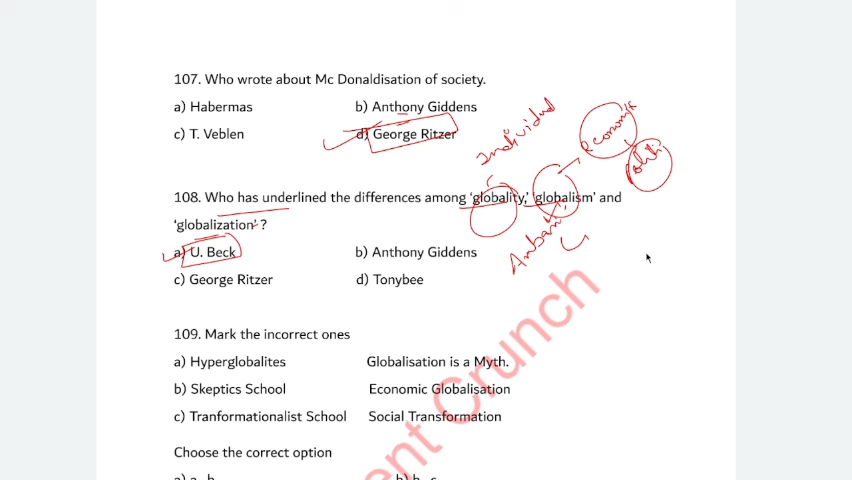 107. Who wrote about Mc Donaldisation of society.
a) Habermas b) Anthony Giddens
c) T. Veblen d) George Ritzer
Individual
Economik
108. Who has underlined the differences among 'globality,' 'globalism' and
'globalization' ?
a) U. Beck b) Anthony Giddens
c) George Ritzer d) Tonybee
109. Mark the incorrect ones
a) Hyperglobalites Globalisation is a Myth.
b) Skeptics School Economic Globalisation
c) Tranformationalist School Social Transformation
Choose the correct option
a) a b b) b c
ent Crunch